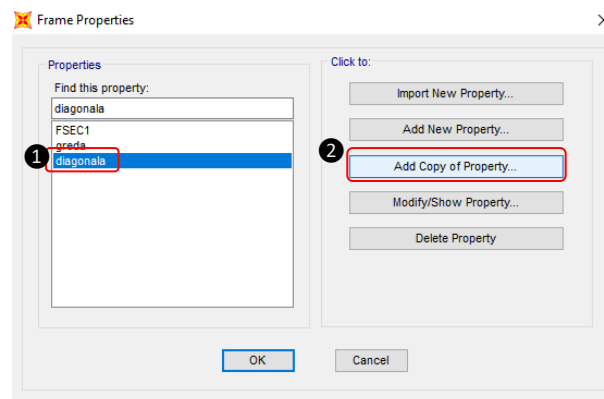 Frame Properties
Properties
Find this property:
diagonala
FSEC1
greda
diagonala
1
Click to:
Import New Property...
Add New Property...
2
Add Copy of Property...
Modify/Show Property...
Delete Property
OK
Cancel